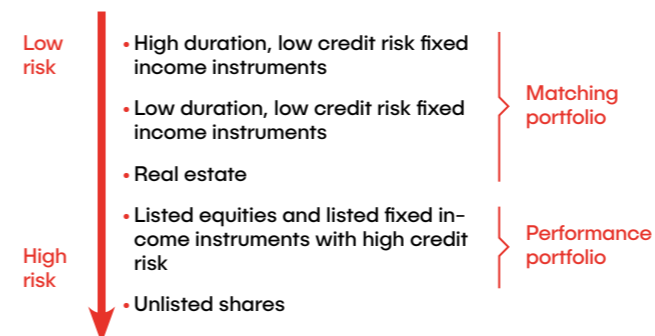 Low
risk
• High duration, low credit risk fixed
income instruments
• Low duration, low credit risk fixed
income instruments
• Real estate
Matching
portfolio
• Listed equities and listed fixed in-
come instruments with high credit
risk
Performance
portfolio
High
risk
• Unlisted shares